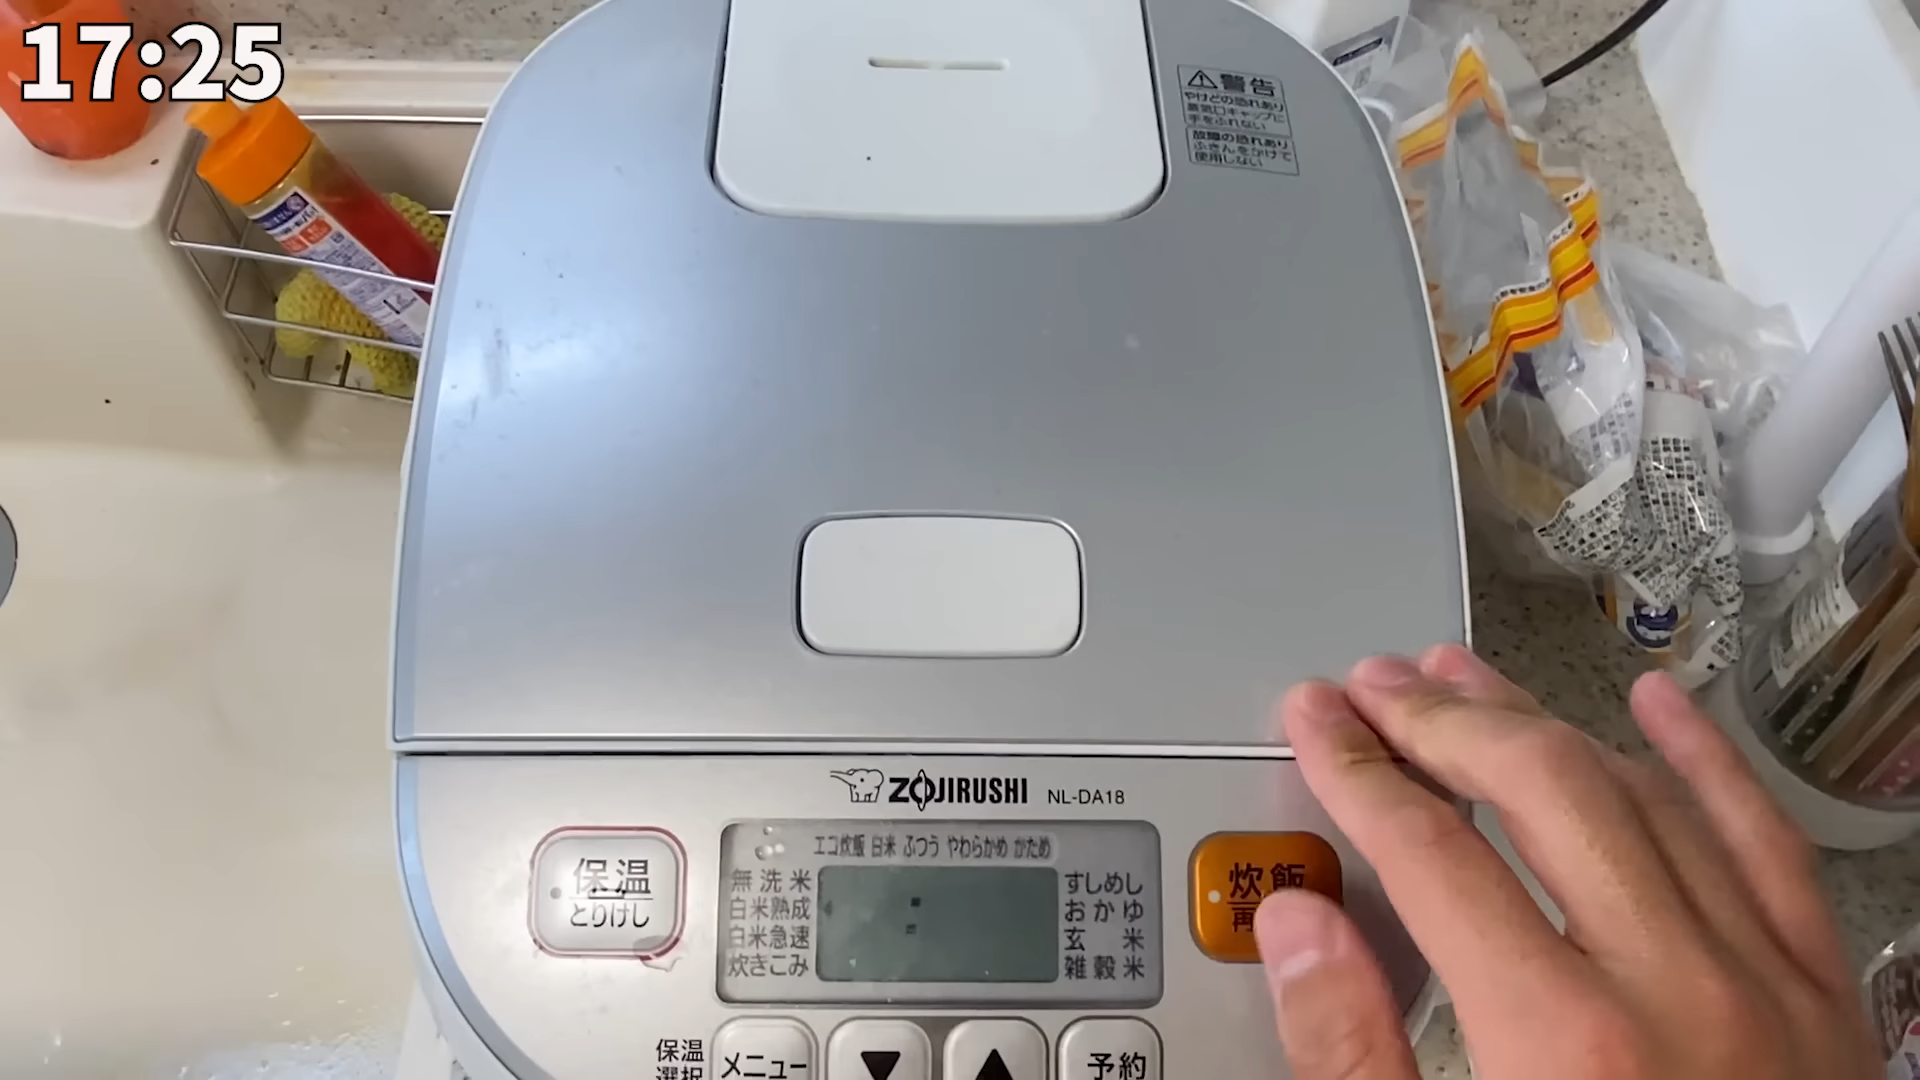 17:25
警告
やけどの恐れあり
蒸気口キャップに
手をふれない
故障の恐れあり
ふきんをかけて
使用しない
ZOJIRUSHI NL-DA18
エコ炊飯 白米 ふつう やわらかめ かため
無洗米
白米熟成
白米急速
炊きこみ
すしめし
おかゆ
玄米
雑穀米
保温
とりけし
炊飯
再
保温
選択
メニュー
▼
▲
予約